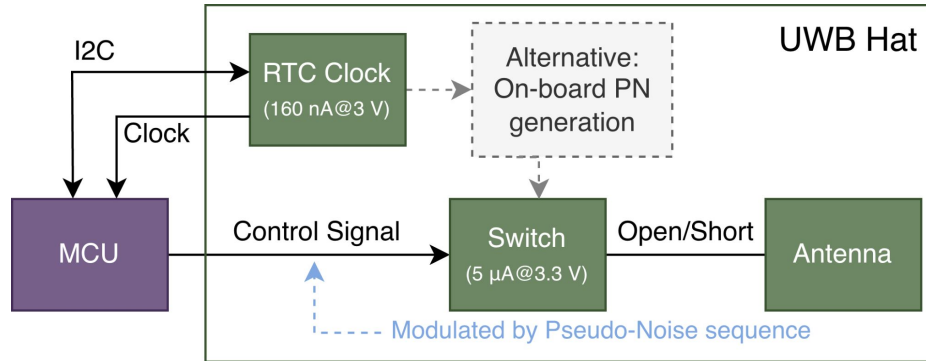 UWB Hat
I2C
RTC Clock
(160 nA@3 V)
Alternative:
On-board PN
generation
Clock
MCU
Control Signal
Switch
(5 µA@3.3 V)
Open/Short
Antenna
Modulated by Pseudo-Noise sequence